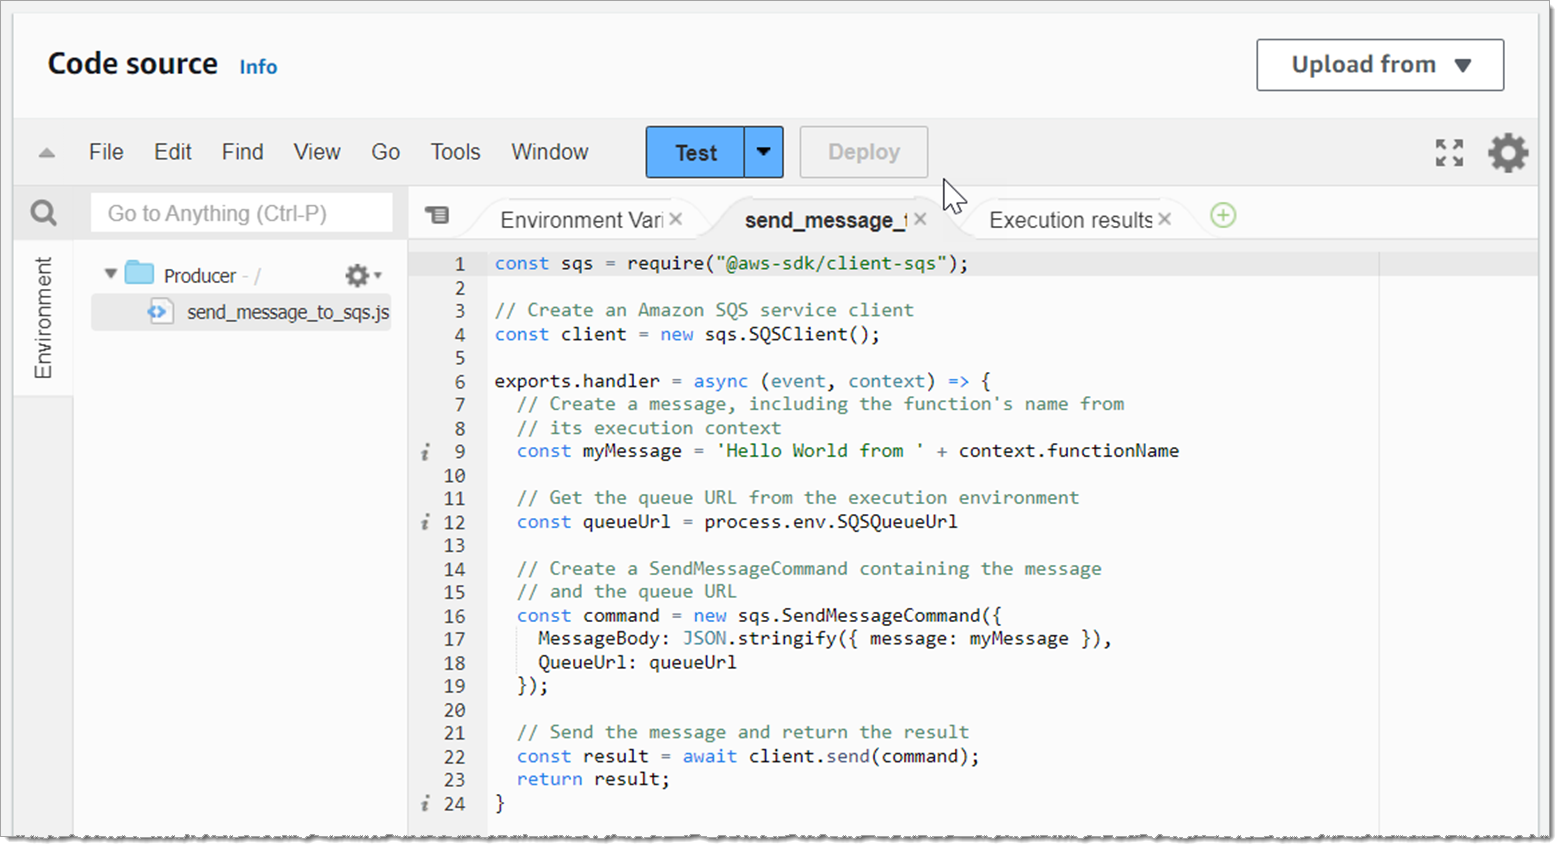 Code source Info
Upload from
File Edit Find View Go Tools Window
Test
Deploy
Go to Anything (Ctrl-P)
Environment Vari
send_message_t
Execution results
Environment
Producer - /
send_message_to_sqs.js
1 const sqs = require("@aws-sdk/client-sqs");
2
3 // Create an Amazon SQS service client
4 const client = new sqs.SQSClient();
5
6 exports.handler = async (event, context) => {
7   // Create a message, including the function's name from
8   // its execution context
i 9   const myMessage = 'Hello World from ' + context.functionName
10
11   // Get the queue URL from the execution environment
i 12   const queueUrl = process.env.SQSQueueUrl
13
14   // Create a SendMessageCommand containing the message
15   // and the queue URL
16   const command = new sqs.SendMessageCommand({
17     MessageBody: JSON.stringify({ message: myMessage }),
18     QueueUrl: queueUrl
19   });
20
21   // Send the message and return the result
22   const result = await client.send(command);
23   return result;
i 24 }